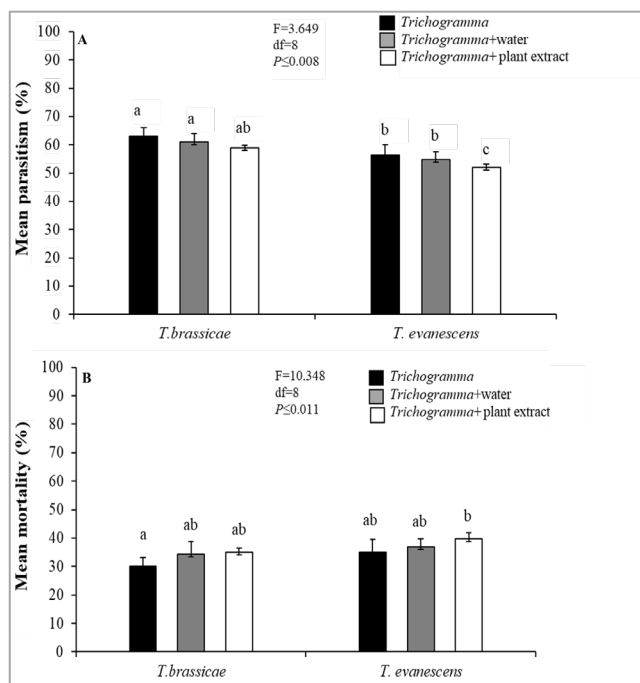 A
F=3.649
df=8
P≤0.008
Trichogramma
Trichogramma+water
Trichogramma+ plant extract
Mean parasitism (%)
100
90
80
70
60
50
40
30
20
10
0
a
a
ab
b
b
c
T.brassicae
T. evanescens
B
F=10.348
df=8
P≤0.011
Trichogramma
Trichogramma+water
Trichogramma+ plant extract
Mean mortality (%)
100
90
80
70
60
50
40
30
20
10
0
a
ab
ab
ab
ab
b
T.brassicae
T. evanescens